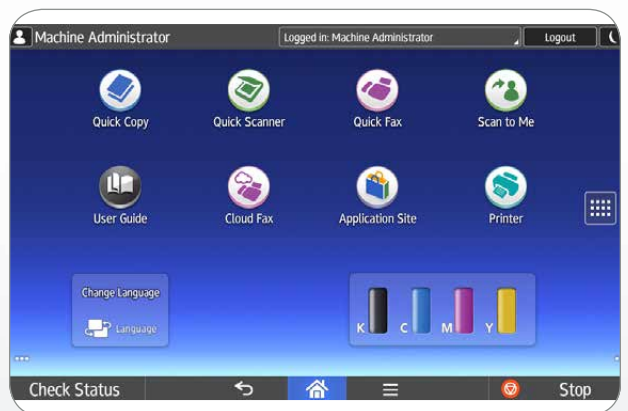 Machine Administrator
Logged in: Machine Administrator
Logout
Quick Copy
Quick Scanner
Quick Fax
Scan to Me
User Guide
Cloud Fax
Application Site
Printer
Change Language
Language
K C M Y
Check Status
Stop